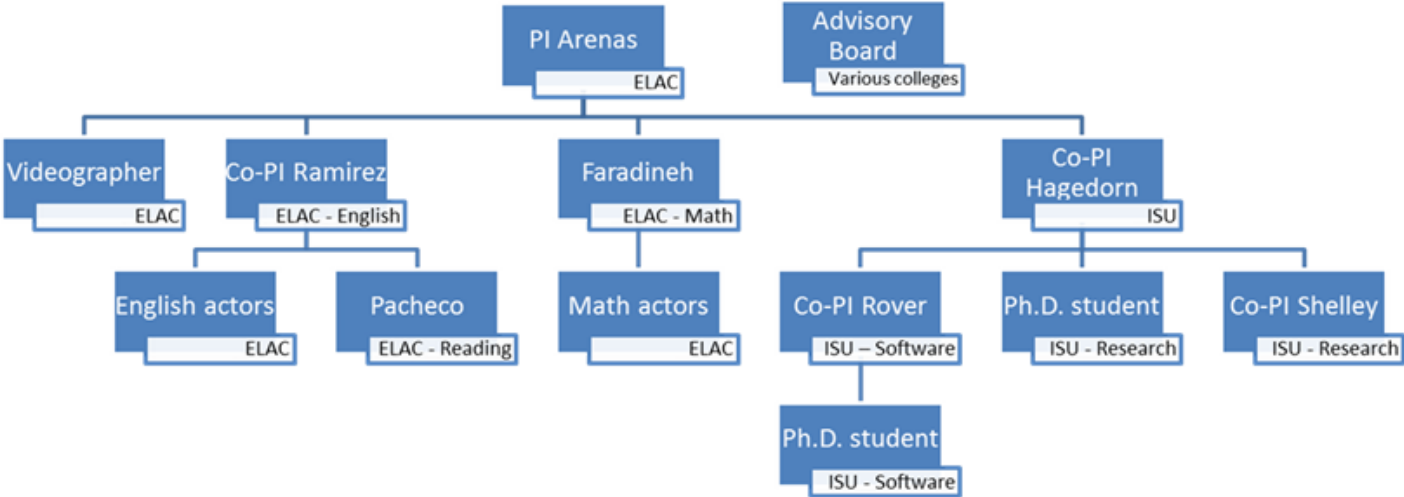 PI Arenas
ELAC
Advisory
Board
Various colleges
Videographer
ELAC
Co-PI Ramirez
ELAC - English
Faradineh
ELAC - Math
Co-PI
Hagedorn
ISU
English actors
ELAC
Pacheco
ELAC - Reading
Math actors
ELAC
Co-PI Rover
ISU – Software
Ph.D. student
ISU - Research
Co-PI Shelley
ISU - Research
Ph.D. student
ISU - Software